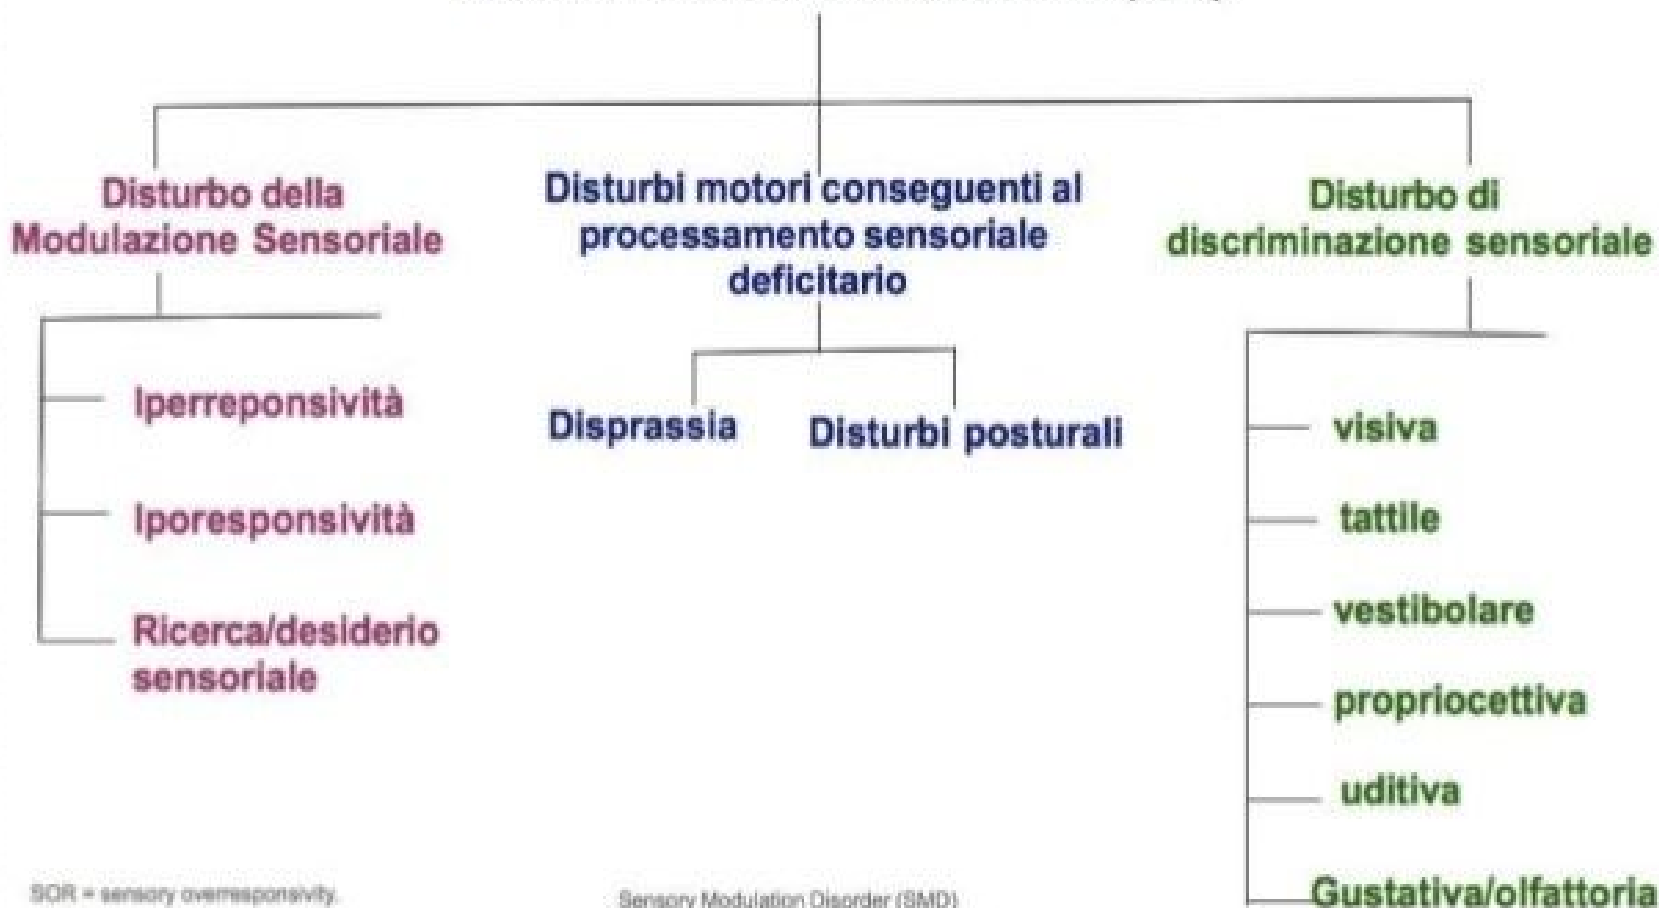 Disturbo della
Modulazione Sensoriale
Iperreponsività
Iporesponsività
Ricerca/desiderio
sensoriale
Disturbi motori conseguenti al
processamento sensoriale
deficitario
Disprassia
Disturbi posturali
Disturbo di
discriminazione sensoriale
visiva
tattile
vestibolare
propriocettiva
uditiva
Gustativa/olfattoria
SOR = sensory overresponsivity.
Sensory Modulation Disorder (SMD)